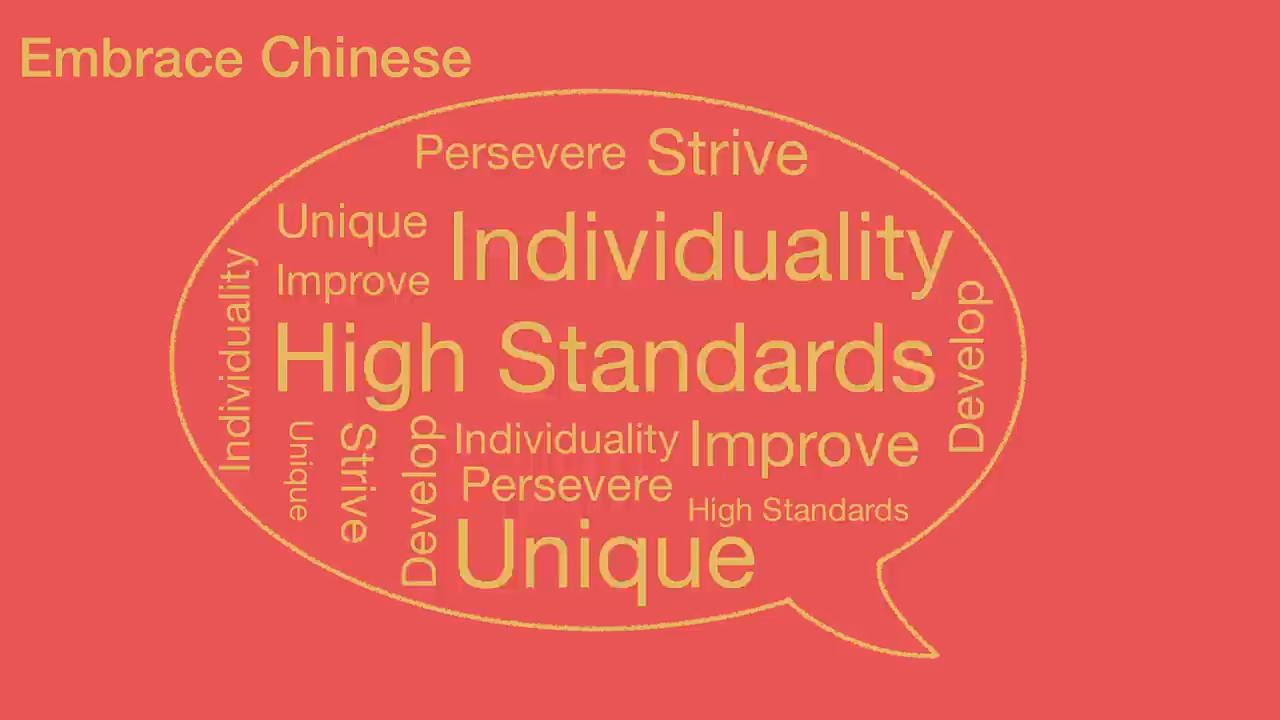 Embrace Chinese
Persevere Strive
Unique
Individuality
Improve
Individuality
High Standards
Develop
Unique
Strive
Develop
Individuality
Improve
Persevere
High Standards
Unique